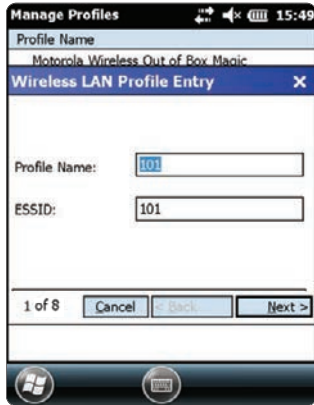 Manage Profiles 15:49
Profile Name
Motorola Wireless Out of Box Magic
Wireless LAN Profile Entry X
Profile Name: 101
ESSID: 101
1 of 8 Cancel < Back Next >